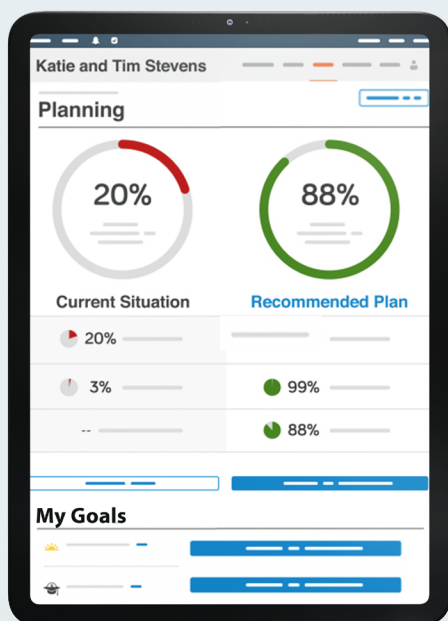 Katie and Tim Stevens
Planning
20% 88%
Current Situation Recommended Plan
20%
3% 99%
-- 88%
My Goals